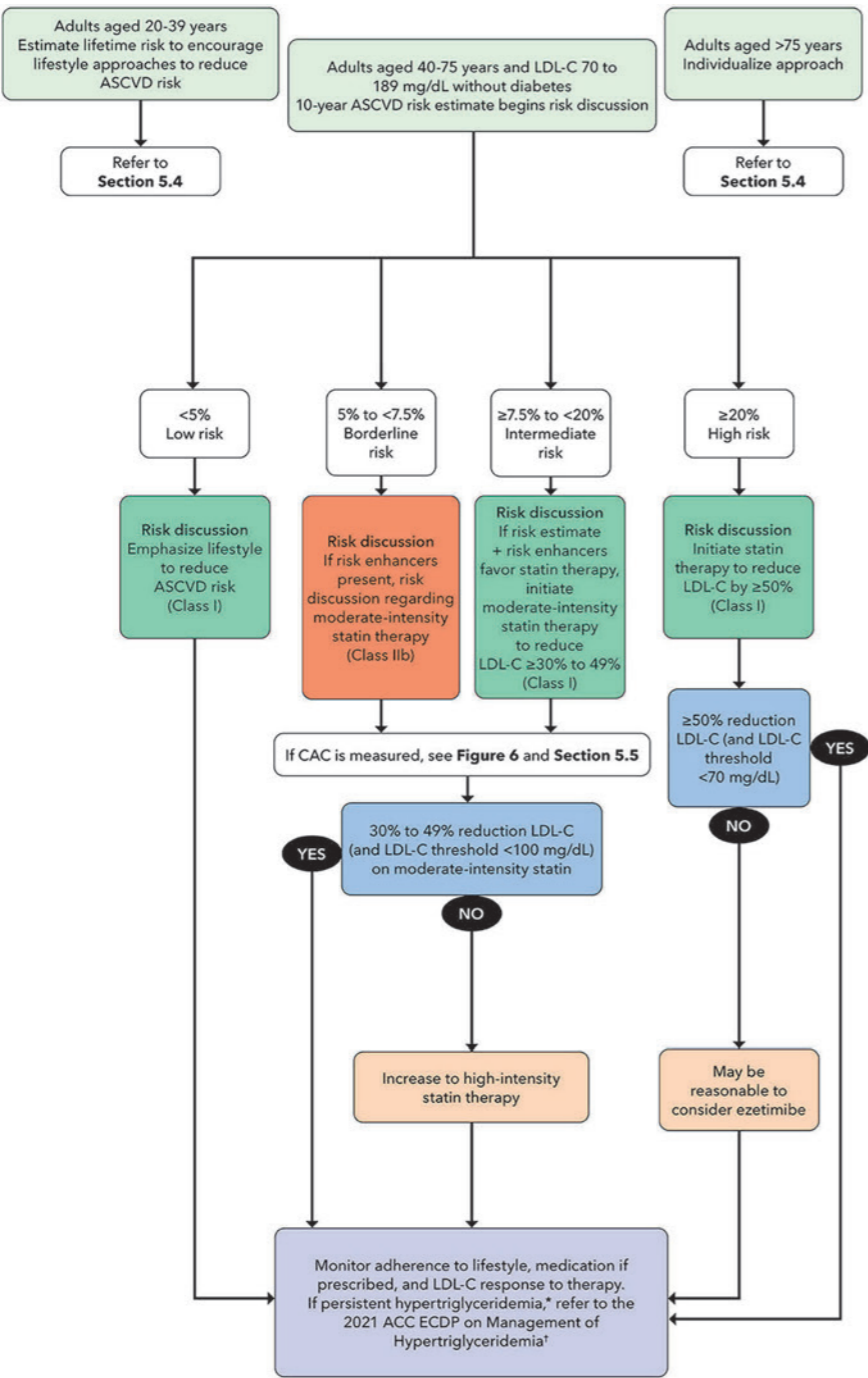 Adults aged 20-39 years
Estimate lifetime risk to encourage
lifestyle approaches to reduce
ASCVD risk
Adults aged 40-75 years and LDL-C 70 to
189 mg/dL without diabetes
10-year ASCVD risk estimate begins risk discussion
Adults aged >75 years
Individualize approach
Refer to
Section 5.4
Refer to
Section 5.4
<5%
Low risk
5% to <7.5%
Borderline
risk
≥7.5% to <20%
Intermediate
risk
≥20%
High risk
Risk discussion
Emphasize lifestyle
to reduce
ASCVD risk
(Class I)
Risk discussion
If risk enhancers
present, risk
discussion regarding
moderate-intensity
statin therapy
(Class IIb)
Risk discussion
If risk estimate
+ risk enhancers
favor statin therapy,
initiate
moderate-intensity
statin therapy
to reduce
LDL-C ≥30% to 49%
(Class I)
Risk discussion
Initiate statin
therapy to reduce
LDL-C by ≥50%
(Class I)
If CAC is measured, see Figure 6 and Section 5.5
≥50% reduction
LDL-C (and LDL-C
threshold
<70 mg/dL)
YES
NO
30% to 49% reduction LDL-C
(and LDL-C threshold <100 mg/dL)
on moderate-intensity statin
YES
NO
Increase to high-intensity
statin therapy
May be
reasonable to
consider ezetimibe
Monitor adherence to lifestyle, medication if
prescribed, and LDL-C response to therapy.
If persistent hypertriglyceridemia,* refer to the
2021 ACC ECDP on Management of
Hypertriglyceridemia†